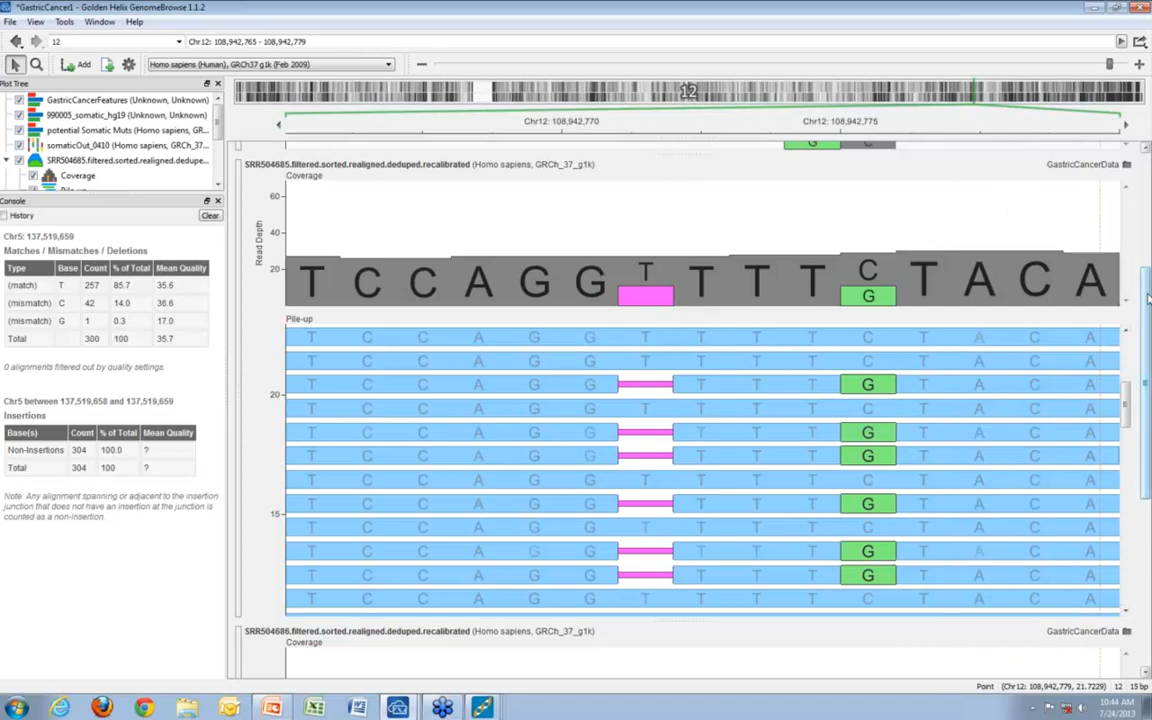 *GastricCancer1 - Golden Helix GenomeBrowse 1.1.2
File View Tools Window Help
12 Chr12: 108,942,765 - 108,942,779
Add Homo sapiens (Human), GRCh37 g1k (Feb 2009)
Plot Tree
GastricCancerFeatures (Unknown, Unknown)
990005_somatic_hg19 (Unknown, Unknown)
potential Somatic Muts (Homo sapiens, GR...
somaticOut_0410 (Homo sapiens, GRCh_37...
SRR504685.filtered.sorted.realigned.dedupe...
Coverage
Console
History Clear
Chr5: 137,519,659
Matches / Mismatches / Deletions
Type Base Count % of Total Mean Quality
(match) T 257 85.7 35.6
(mismatch) C 42 14.0 36.6
(mismatch) G 1 0.3 17.0
Total 300 100 35.7
0 alignments filtered out by quality settings.
Chr5 between 137,519,658 and 137,519,659
Insertions
Base(s) Count % of Total Mean Quality
Non-Insertions 304 100.0 ?
Total 304 100 ?
Note: Any alignment spanning or adjacent to the insertion
junction that does not have an insertion at the junction is
counted as a non-insertion.
12
Chr12: 108,942,770 Chr12: 108,942,775
G C
SRR504685.filtered.sorted.realigned.deduped.recalibrated (Homo sapiens, GRCh_37_g1k) GastricCancerData
Coverage
Read Depth
60
40
20
T C C A G G T T T T C T A C A
G
Pile-up
T C C A G G T T T T C T A C A
T C C A G G T T T T C T A C A
20 T C C A G G T T T G T A C A
T C C A G G T T T T C T A C A
T C C A G G T T T G T A C A
T C C A G G T T T G T A C A
T C C A G G T T T T C T A C A
15 T C C A G G T T T G T A C A
T C C A G G T T T T C T A C A
T C C A G G T T T G T A C A
T C C A G G T T T G T A C A
T C C A G G T T T T C T A C A
SRR504686.filtered.sorted.realigned.deduped.recalibrated (Homo sapiens, GRCh_37_g1k) GastricCancerData
Coverage
Point (Chr12: 108,942,779, 21.7229) 12 15 bp
10:44 AM
7/24/2013